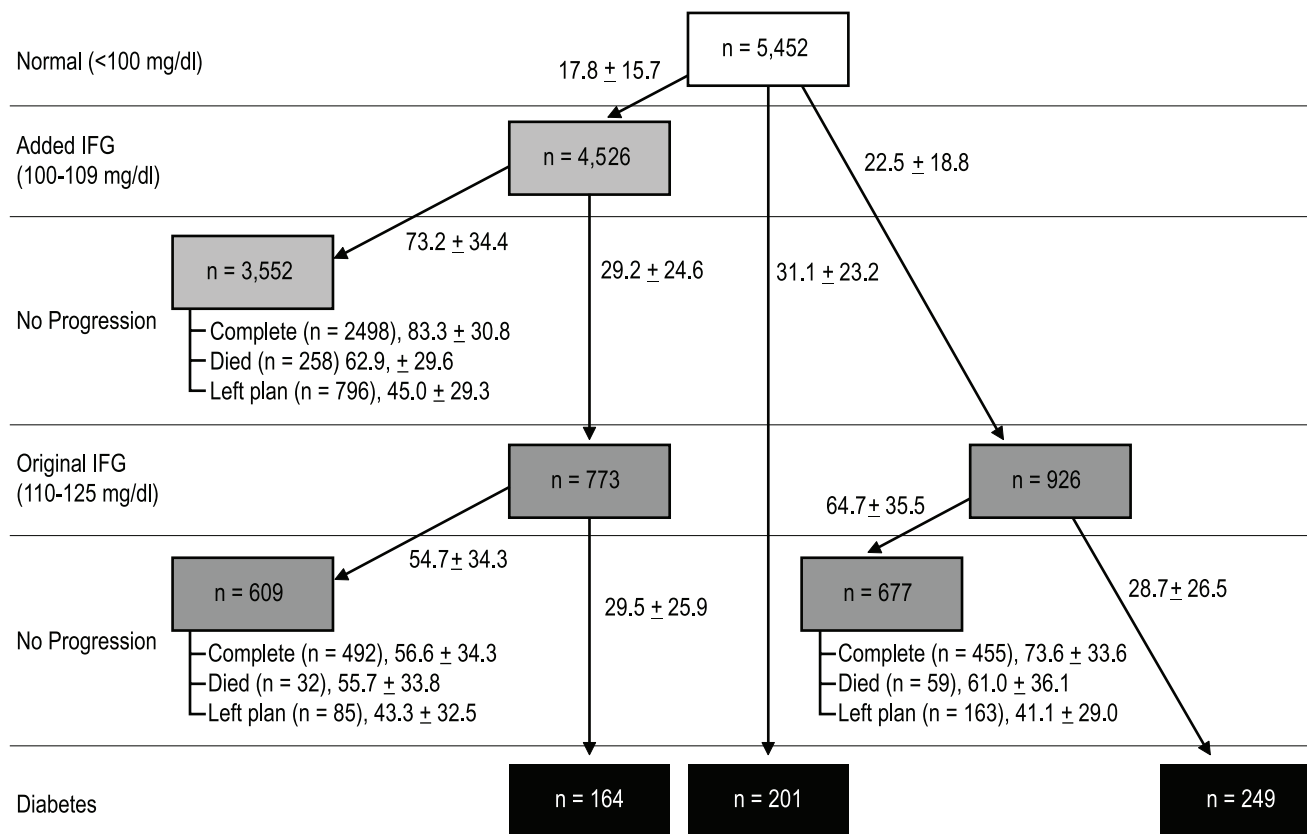 Normal (<100 mg/dl)
n = 5,452
17.8 ± 15.7
Added IFG
(100-109 mg/dl)
n = 4,526
22.5 ± 18.8
n = 3,552
73.2 ± 34.4
29.2 ± 24.6
31.1 ± 23.2
No Progression
Complete (n = 2498), 83.3 ± 30.8
Died (n = 258) 62.9, ± 29.6
Left plan (n = 796), 45.0 ± 29.3
Original IFG
(110-125 mg/dl)
n = 773
n = 926
64.7± 35.5
54.7± 34.3
n = 609
29.5 ± 25.9
n = 677
28.7± 26.5
No Progression
Complete (n = 492), 56.6 ± 34.3
Died (n = 32), 55.7 ± 33.8
Left plan (n = 85), 43.3 ± 32.5
Complete (n = 455), 73.6 ± 33.6
Died (n = 59), 61.0 ± 36.1
Left plan (n = 163), 41.1 ± 29.0
Diabetes
n = 164
n = 201
n = 249